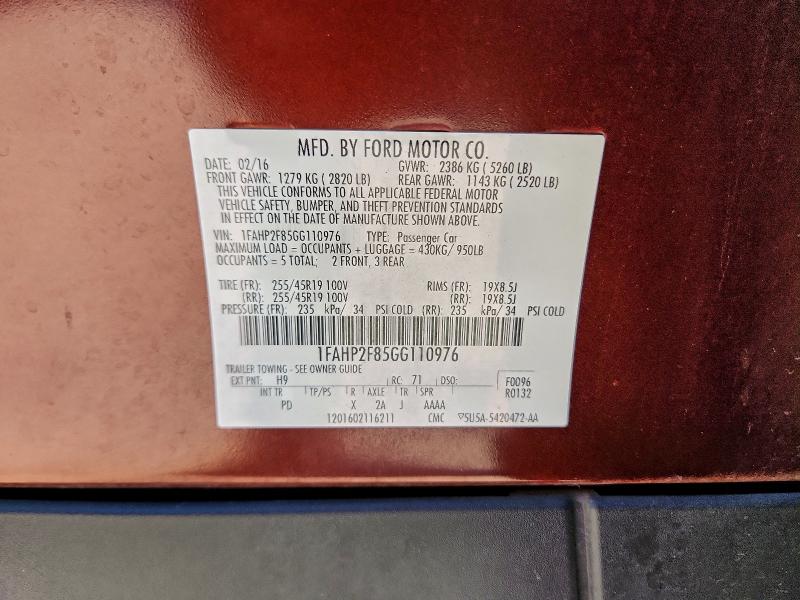 MFD. BY FORD MOTOR CO.
DATE: 02/16 GVWR: 2386 KG ( 5260 LB)
FRONT GAWR: 1279 KG ( 2820 LB) REAR GAWR: 1143 KG ( 2520 LB)
THIS VEHICLE CONFORMS TO ALL APPLICABLE FEDERAL MOTOR
VEHICLE SAFETY, BUMPER, AND THEFT PREVENTION STANDARDS
IN EFFECT ON THE DATE OF MANUFACTURE SHOWN ABOVE.
VIN: 1FAHP2F85GG110976 TYPE: Passenger Car
MAXIMUM LOAD = OCCUPANTS + LUGGAGE = 430KG/ 950LB
OCCUPANTS = 5 TOTAL; 2 FRONT, 3 REAR
TIRE (FR): 255/45R19 100V RIMS (FR): 19X8.5J
(RR): 255/45R19 100V (RR): 19X8.5J
PRESSURE (FR): 235 kPa/ 34 PSI COLD (RR): 235 kPa/ 34 PSI COLD
1FAHP2F85GG110976
TRAILER TOWING - SEE OWNER GUIDE
EXT PNT: H9 RC: 71 DSO: F0096
INT TR TP/PS R AXLE TR SPR R0132
PD X 2A J AAAA
1201602116211 CMC ▽5U5A-5420472-AA